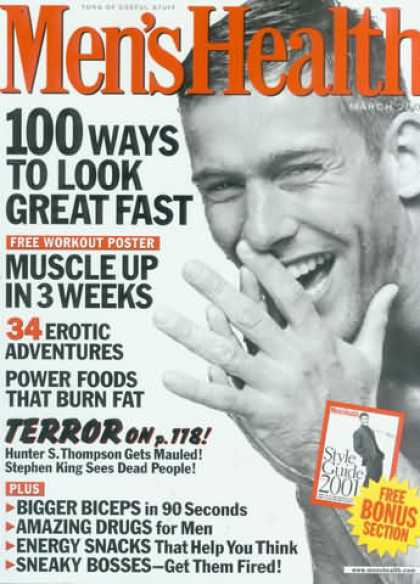 TONS OF USEFUL STUFF
Men'sHealth
MARCH
100 WAYS
TO LOOK
GREAT FAST
FREE WORKOUT POSTER
MUSCLE UP
IN 3 WEEKS
34 EROTIC
ADVENTURES
POWER FOODS
THAT BURN FAT
TERROR ON p.118!
Hunter S. Thompson Gets Mauled!
Stephen King Sees Dead People!
PLUS
▶BIGGER BICEPS in 90 Seconds
▶AMAZING DRUGS for Men
▶ENERGY SNACKS That Help You Think
▶SNEAKY BOSSES—Get Them Fired!
Men'sHealth
Style
Guide
2001
FREE
BONUS
SECTION
www.menshealth.com